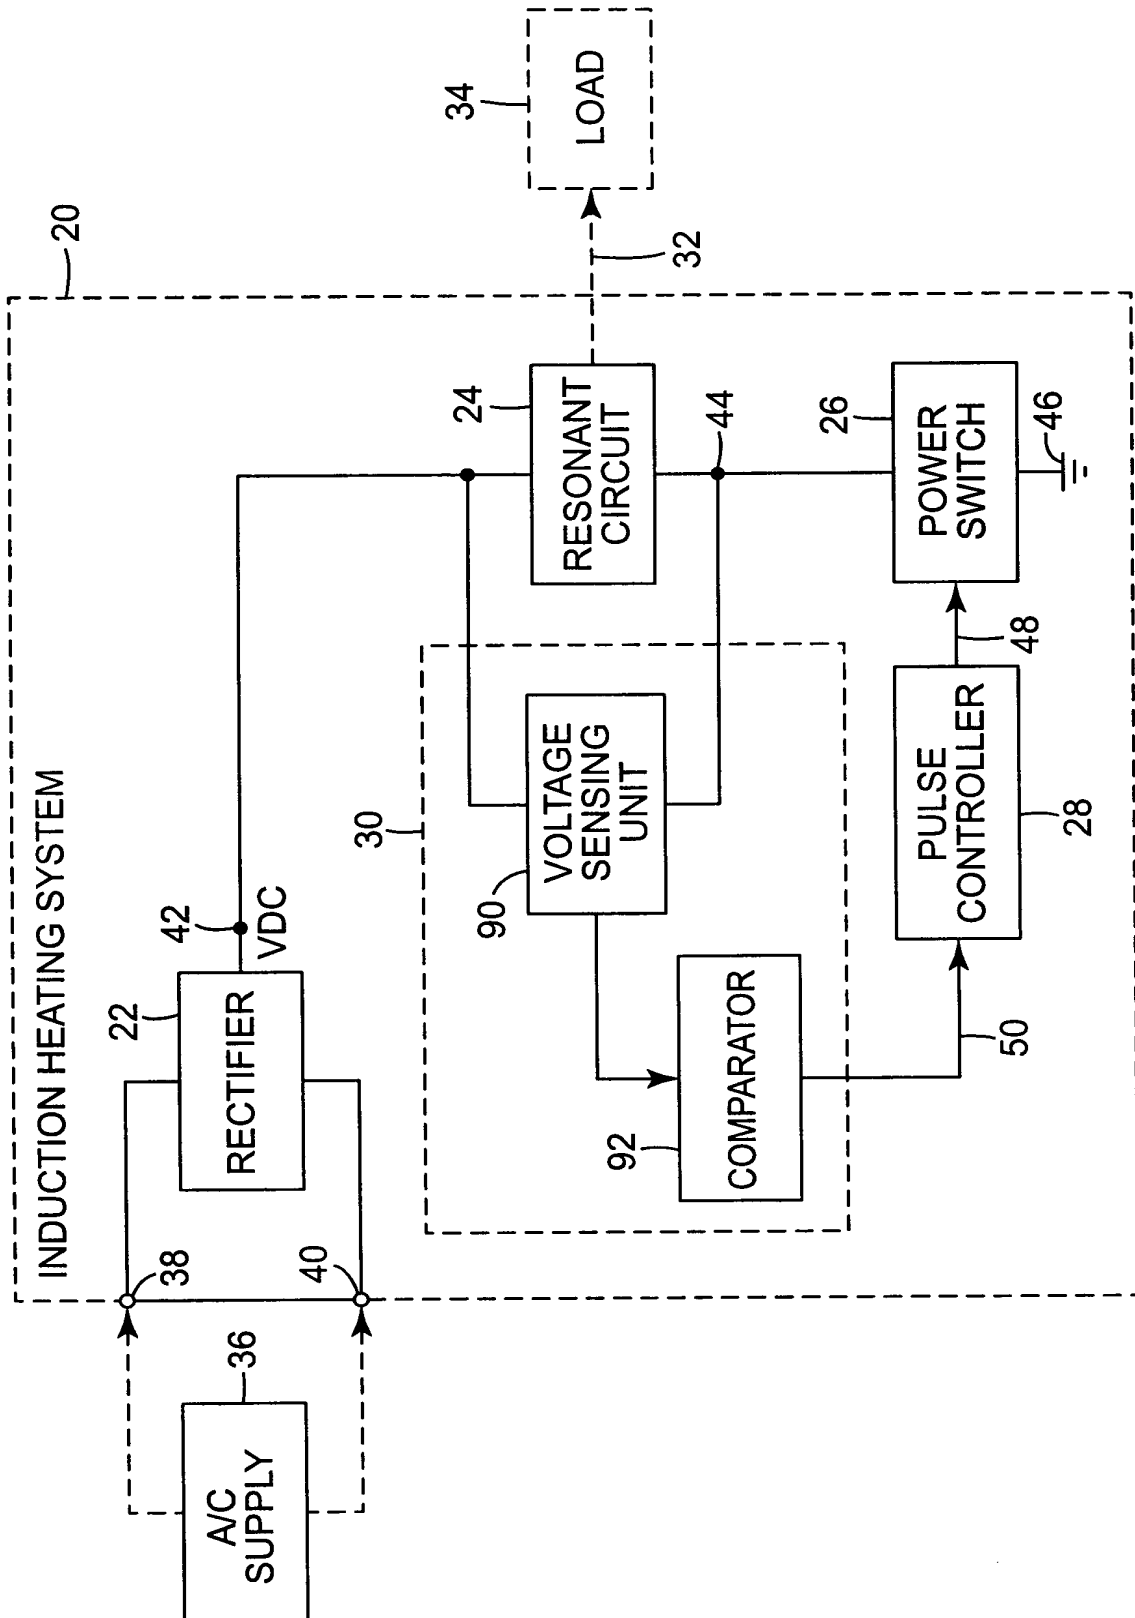 INDUCTION HEATING SYSTEM
20
A/C
SUPPLY
36
38
40
RECTIFIER
22
42
VDC
30
VOLTAGE
SENSING
UNIT
90
COMPARATOR
92
RESONANT
CIRCUIT
24
44
32
LOAD
34
50
PULSE
CONTROLLER
28
48
POWER
SWITCH
26
46